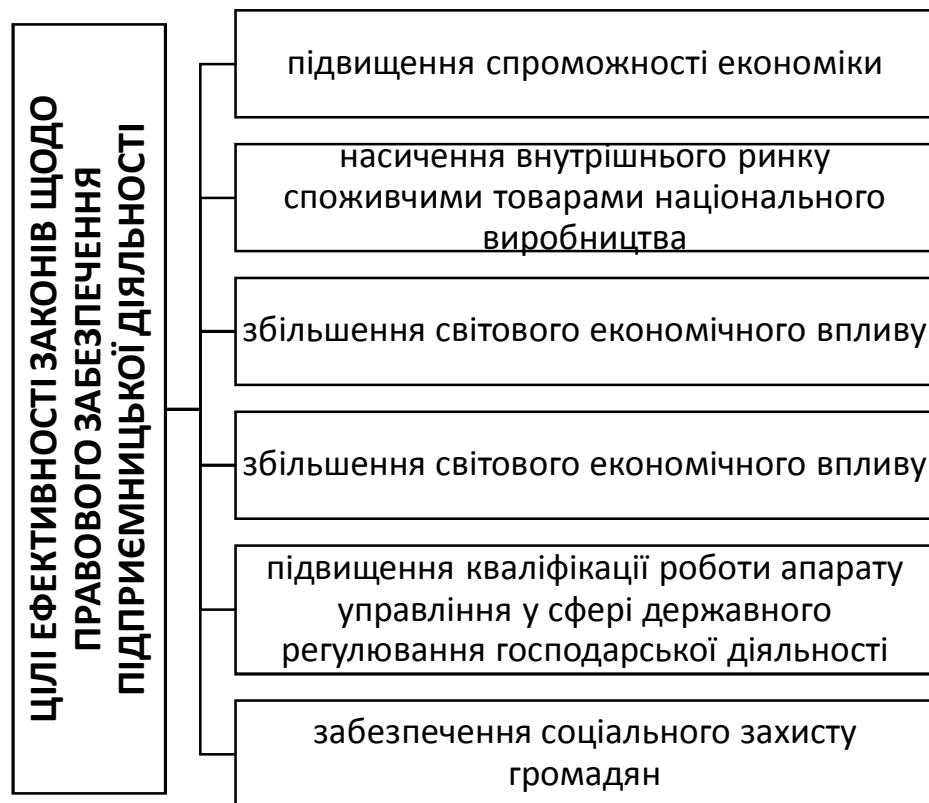 ЦІЛІ ЕФЕКТИВНОСТІ ЗАКОНІВ ЩОДО
ПРАВОВОГО ЗАБЕЗПЕЧЕННЯ
ПІДПРИЄМНИЦЬКОЇ ДІЯЛЬНОСТІ
підвищення спроможності економіки
насичення внутрішнього ринку
споживчими товарами національного
виробництва
збільшення світового економічного впливу
збільшення світового економічного впливу
підвищення кваліфікації роботи апарату
управління у сфері державного
регулювання господарської діяльності
забезпечення соціального захисту
громадян